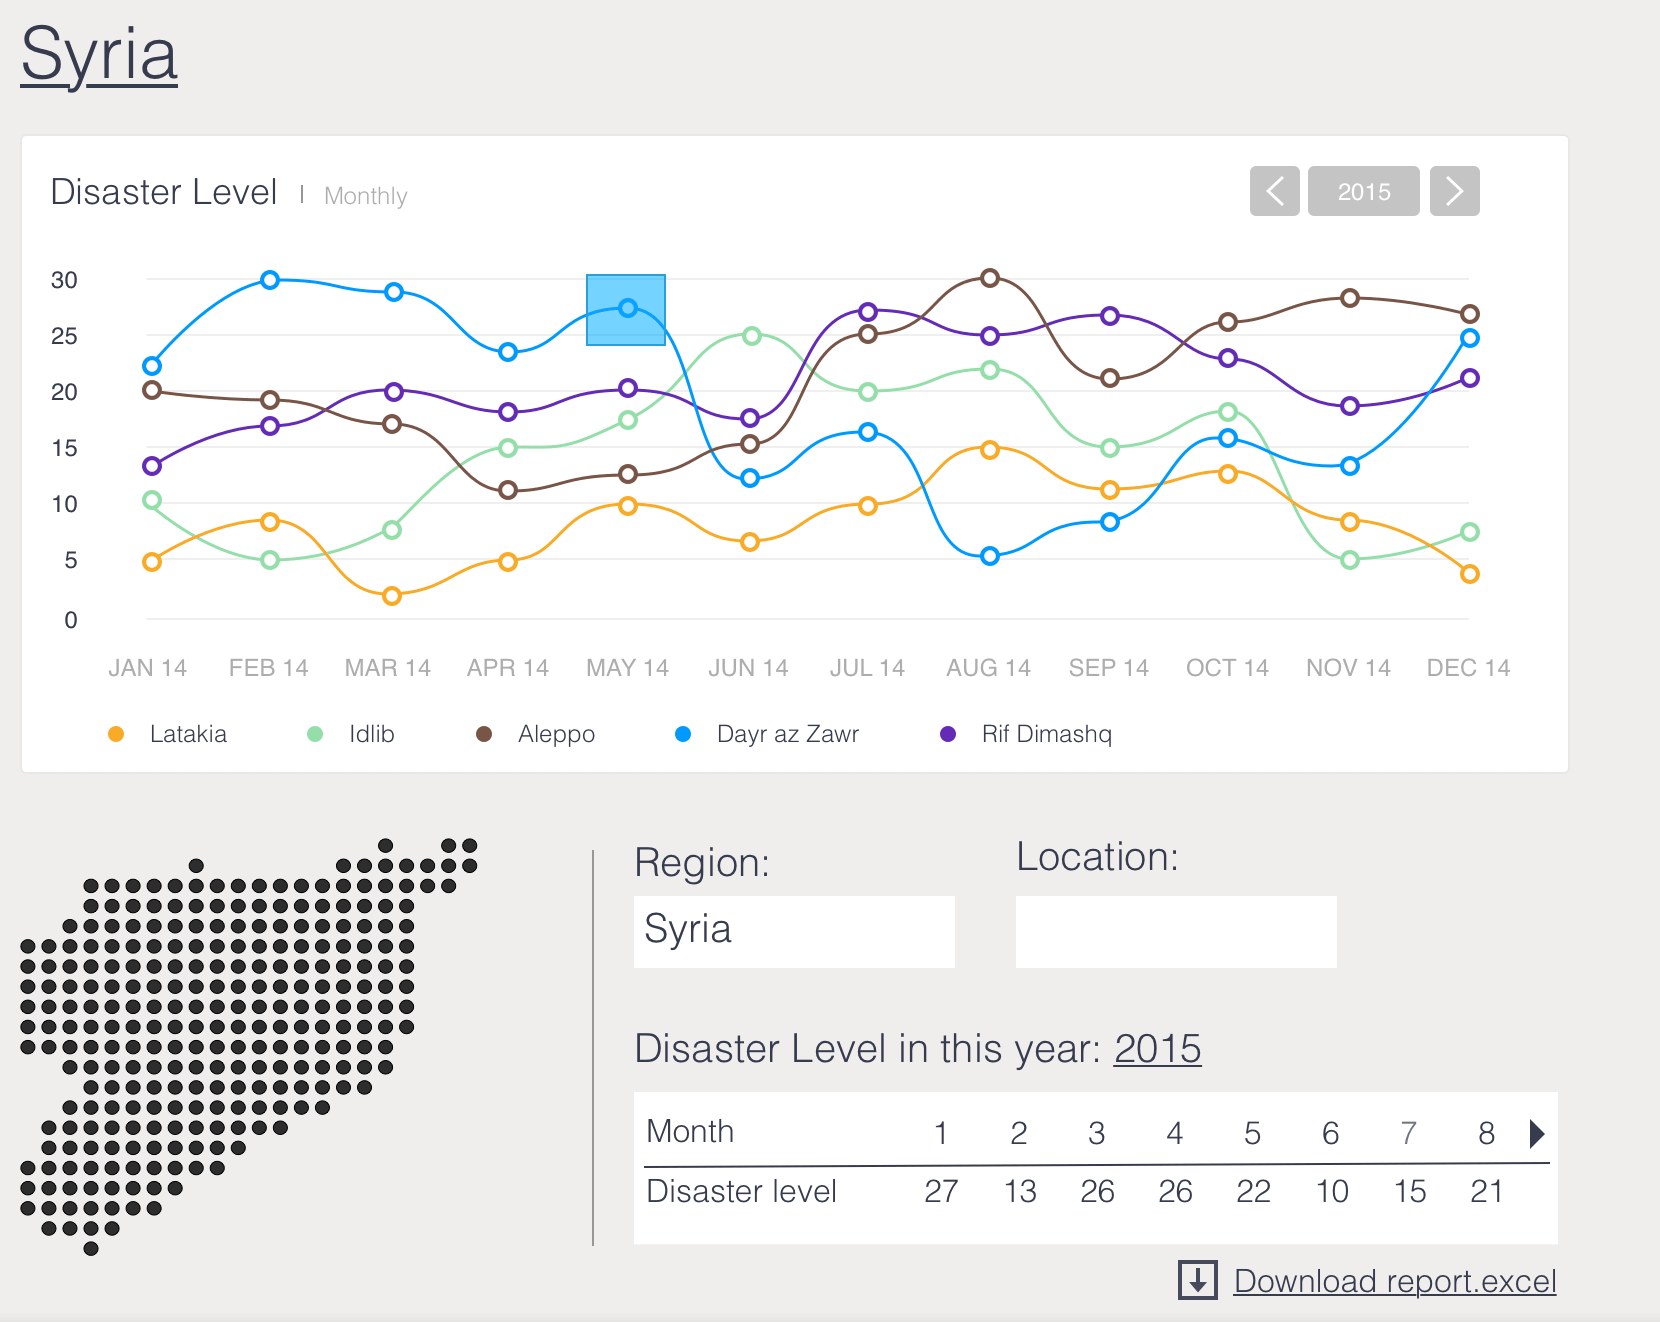 Syria
Disaster Level | Monthly
2015
30
25
20
15
10
5
0
JAN 14 FEB 14 MAR 14 APR 14 MAY 14 JUN 14 JUL 14 AUG 14 SEP 14 OCT 14 NOV 14 DEC 14
Latakia Idlib Aleppo Dayr az Zawr Rif Dimashq
Region: Location:
Syria
Disaster Level in this year: 2015
Month 1 2 3 4 5 6 7 8
Disaster level 27 13 26 26 22 10 15 21
Download report.excel